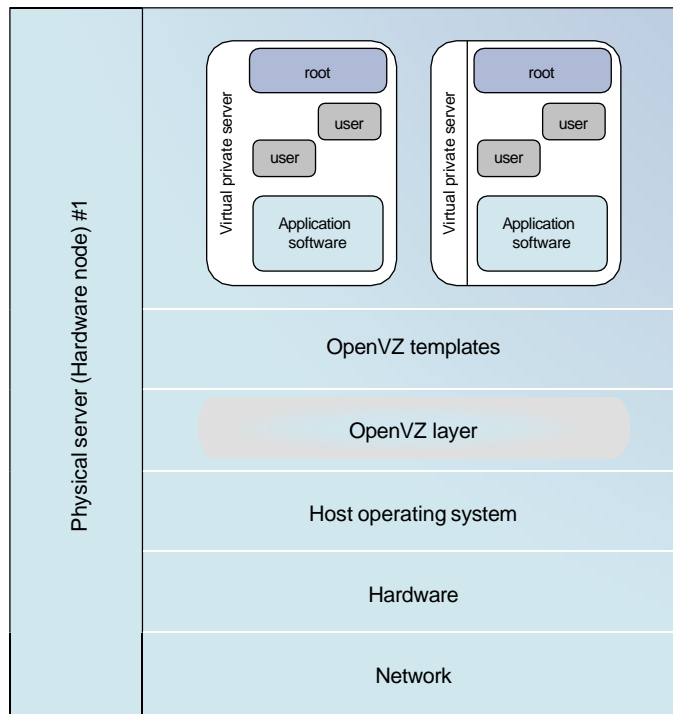 Physical server (Hardware node) #1
Virtual private server
root
user
user
Application
software
Virtual private server
root
user
user
Application
software
OpenVZ templates
OpenVZ layer
Host operating system
Hardware
Network